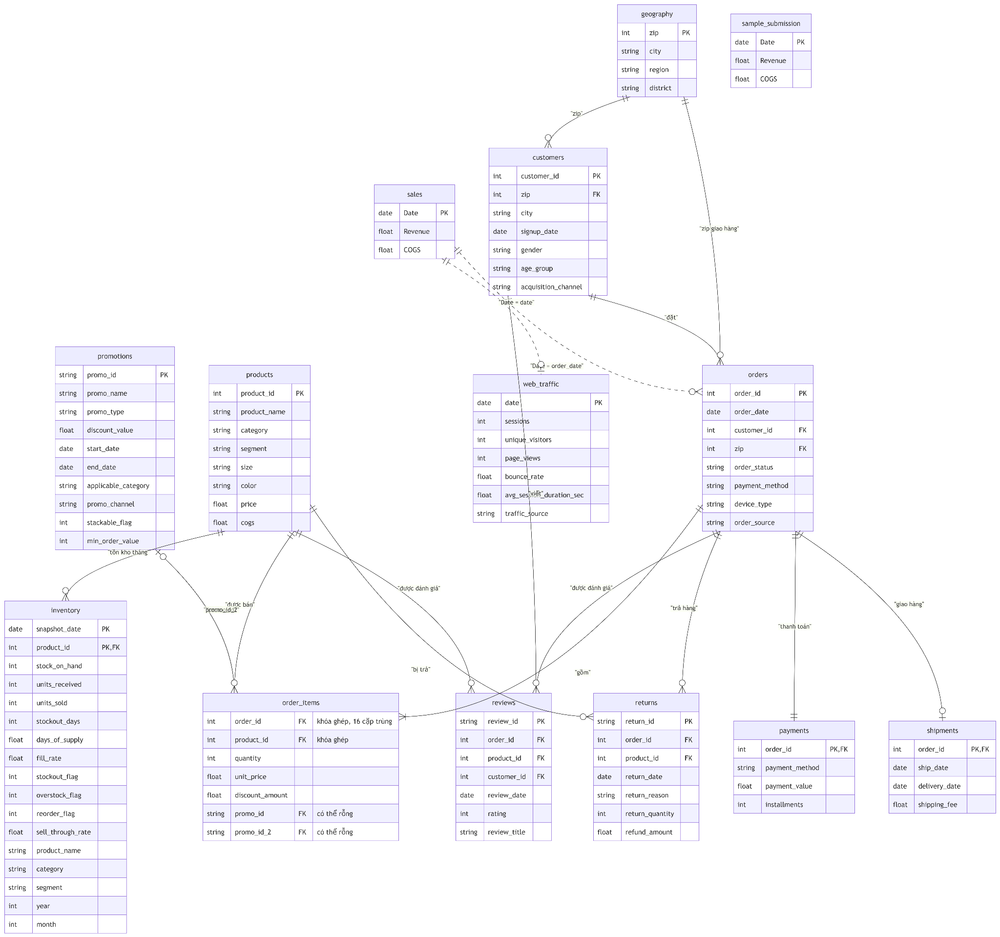 geography
int zip PK
string city
string region
string district
sample_submission
date Date PK
float Revenue
float COGS
"zip"
"zip giao hàng"
customers
int customer_id PK
int zip FK
string city
date signup_date
string gender
string age_group
string acquisition_channel
sales
date Date PK
float Revenue
float COGS
"Date = date"
"đặt"
"Date = order_date"
promotions
string promo_id PK
string promo_name
string promo_type
float discount_value
date start_date
date end_date
string applicable_category
string promo_channel
int stackable_flag
int min_order_value
products
int product_id PK
string product_name
string category
string segment
string size
string color
float price
float cogs
web_traffic
date date PK
int sessions
int unique_visitors
int page_views
float bounce_rate
float avg_session_duration_sec
string traffic_source
"viết"
orders
int order_id PK
date order_date
int customer_id FK
int zip FK
string order_status
string payment_method
string device_type
string order_source
"tồn kho tháng"
"được bán"
"promo_id_2"
"được đánh giá"
"được đánh giá"
"trả hàng"
"giao hàng"
"thanh toán"
"bị trả"
"gồm"
inventory
date snapshot_date PK
int product_id PK,FK
int stock_on_hand
int units_received
int units_sold
int stockout_days
float days_of_supply
float fill_rate
int stockout_flag
int overstock_flag
int reorder_flag
float sell_through_rate
string product_name
string category
string segment
int year
int month
order_items
int order_id FK khóa ghép, 16 cặp trùng
int product_id FK khóa ghép
int quantity
float unit_price
float discount_amount
string promo_id FK có thể rỗng
string promo_id_2 FK có thể rỗng
reviews
string review_id PK
int order_id FK
int product_id FK
int customer_id FK
date review_date
int rating
string review_title
returns
string return_id PK
int order_id FK
int product_id FK
date return_date
string return_reason
int return_quantity
float refund_amount
payments
int order_id PK,FK
string payment_method
float payment_value
int installments
shipments
int order_id PK,FK
date ship_date
date delivery_date
float shipping_fee